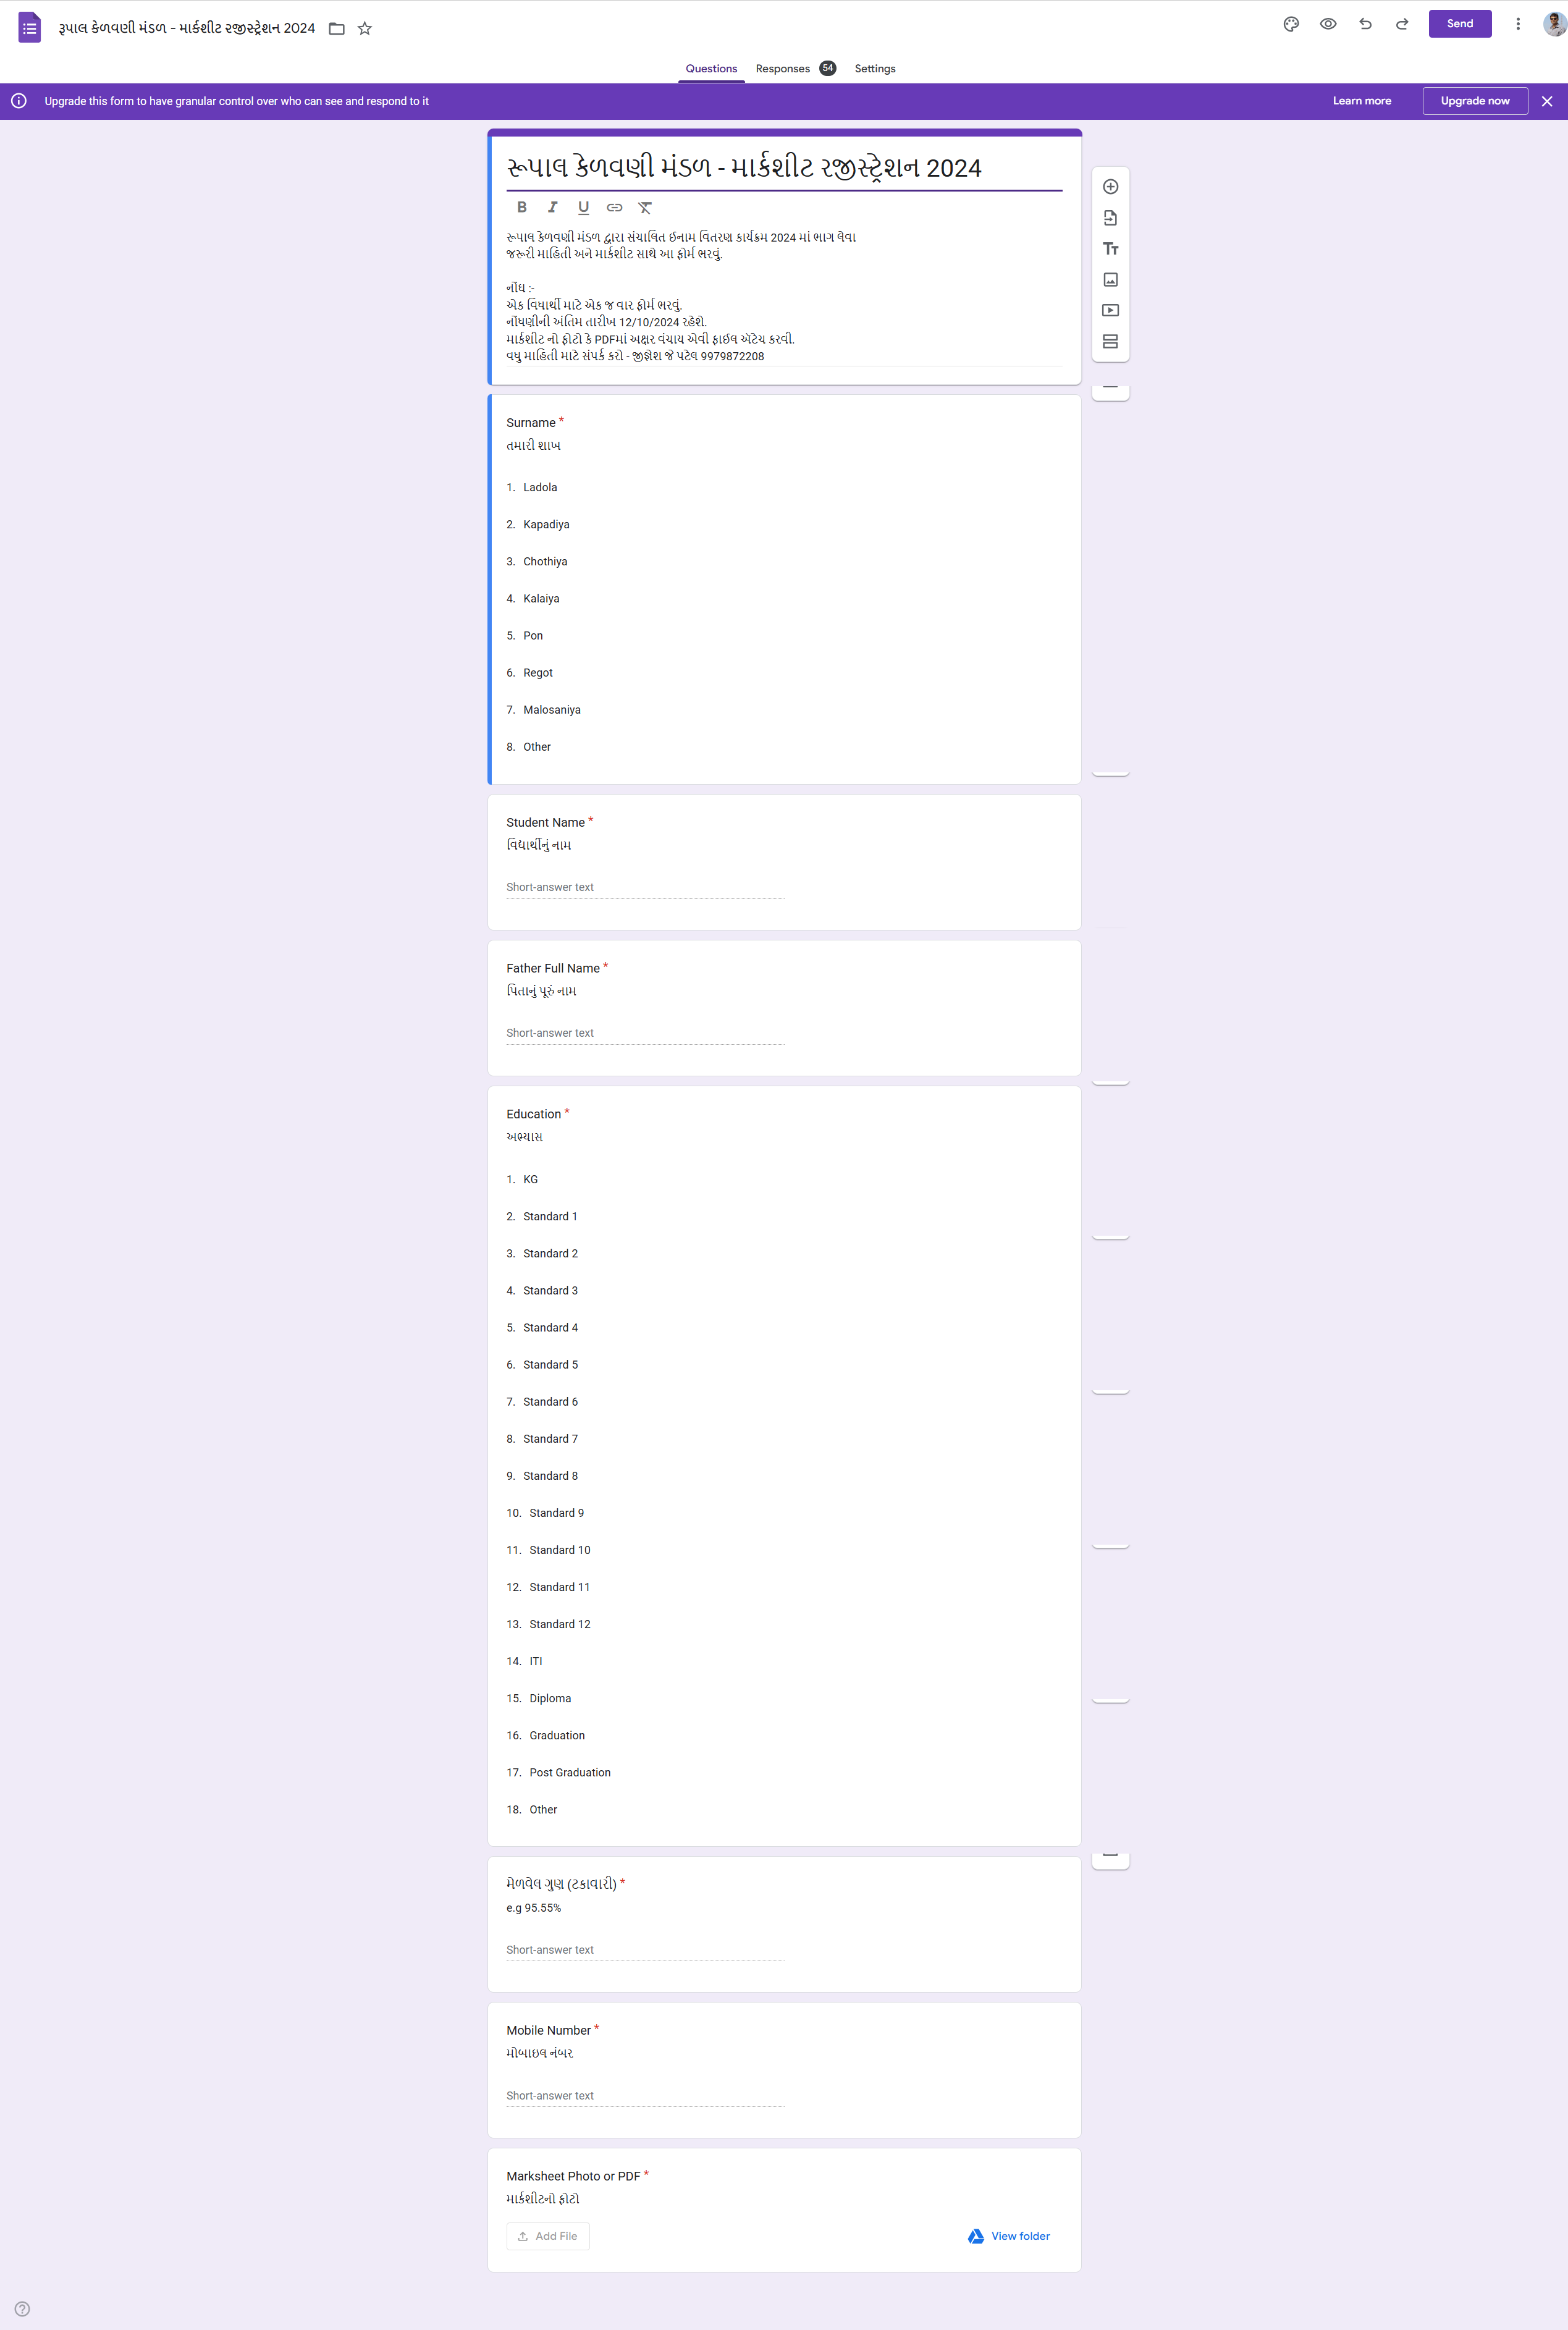 રૂપાલ કેળવણી મંડળ - માર્કશીટ રજીસ્ટ્રેશન 2024
Send
Questions
Responses 54
Settings
Upgrade this form to have granular control over who can see and respond to it
Learn more
Upgrade now
રૂપાલ કેળવણી મંડળ - માર્કશીટ રજીસ્ટ્રેશન 2024
B I U
રૂપાલ કેળવણી મંડળ દ્વારા સંચાલિત ઈનામ વિતરણ કાર્યક્રમ 2024 માં ભાગ લેવા
જરૂરી માહિતી અને માર્કશીટ સાથે આ ફોર્મ ભરવું.
નોંધ :-
એક વિધાર્થી માટે એક જ વાર ફોર્મ ભરવું.
નોંધણીની અંતિમ તારીખ 12/10/2024 રહેશે.
માર્કશીટ નો ફોટો કે PDFમાં અક્ષર વંચાય એવી ફાઈલ ઍટેચ કરવી.
વધુ માહિતી માટે સંપર્ક કરો - જીજ્ઞેશ જે પટેલ 9979872208
Surname *
તમારી શાખ
1. Ladola
2. Kapadiya
3. Chothiya
4. Kalaiya
5. Pon
6. Regot
7. Malosaniya
8. Other
Student Name *
વિદ્યાર્થીનું નામ
Short-answer text
Father Full Name *
પિતાનું પૂરું નામ
Short-answer text
Education *
અભ્યાસ
1. KG
2. Standard 1
3. Standard 2
4. Standard 3
5. Standard 4
6. Standard 5
7. Standard 6
8. Standard 7
9. Standard 8
10. Standard 9
11. Standard 10
12. Standard 11
13. Standard 12
14. ITI
15. Diploma
16. Graduation
17. Post Graduation
18. Other
મેળવેલ ગુણ (ટકાવારી) *
e.g 95.55%
Short-answer text
Mobile Number *
મોબાઇલ નંબર
Short-answer text
Marksheet Photo or PDF *
માર્કશીટનો ફોટો
Add File
View folder